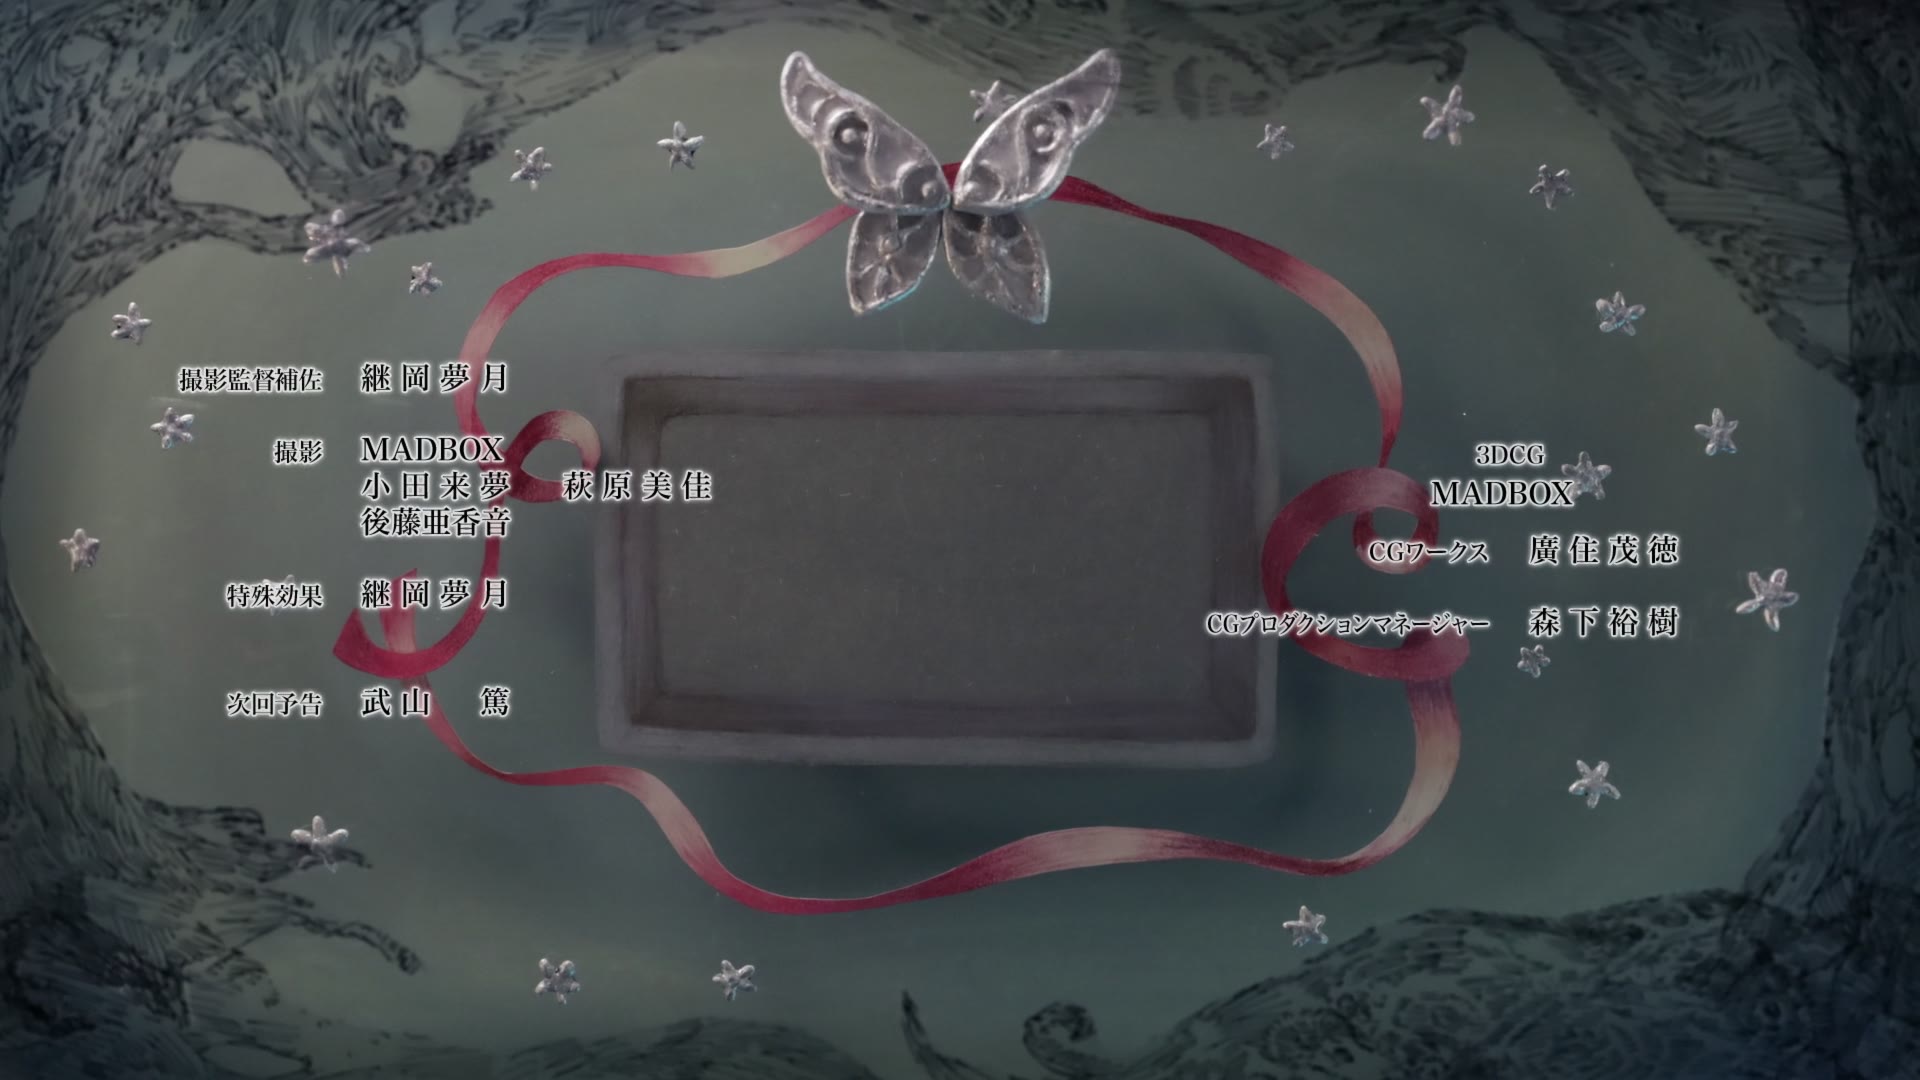 撮影監督補佐 継岡夢月
撮影 MADBOX
小田来夢 萩原美佳
後藤亜香音
特殊効果 継岡夢月
次回予告 武山 篤
3DCG
MADBOX
CGワークス 廣住茂徳
CGプロダクションマネージャー 森下裕樹